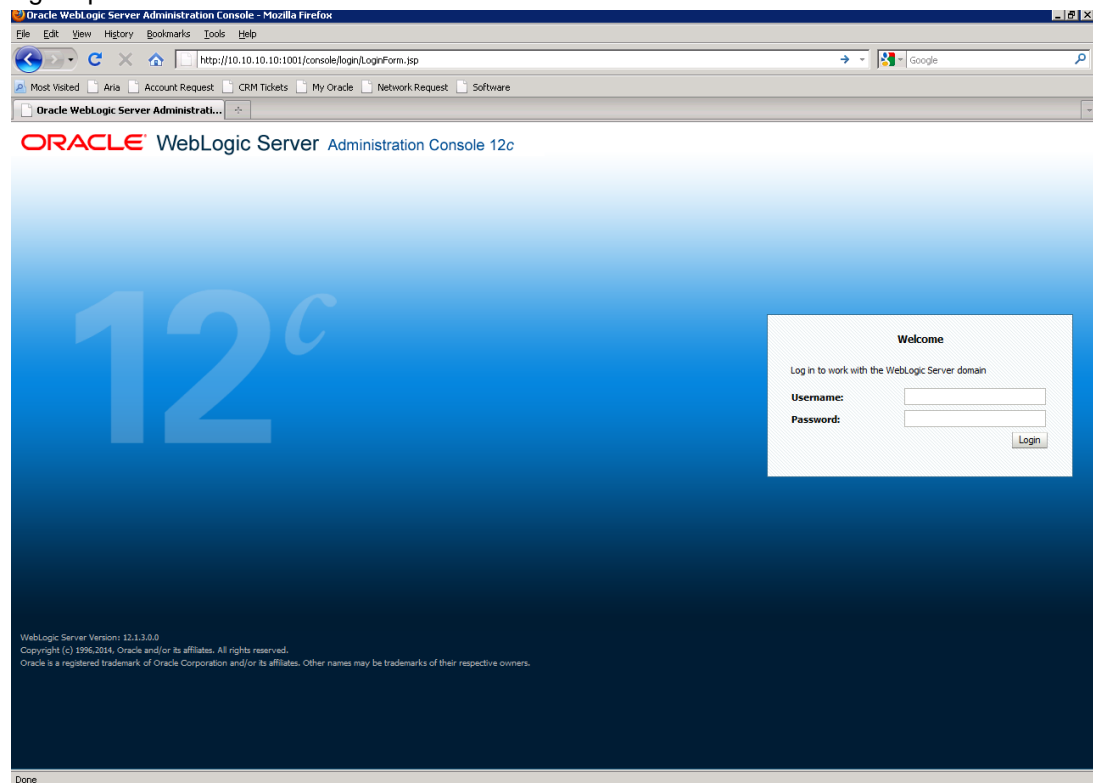 Oracle WebLogic Server Administration Console - Mozilla Firefox
File Edit View History Bookmarks Tools Help
http://10.10.10.10:1001/console/login/LoginForm.jsp Google
Most Visited Aria Account Request CRM Tickets My Oracle Network Request Software
Oracle WebLogic Server Administrati...
ORACLE WebLogic Server Administration Console 12c
12c
Welcome
Log in to work with the WebLogic Server domain
Username:
Password:
Login
WebLogic Server Version: 12.1.3.0.0
Copyright (c) 1996,2014, Oracle and/or its affiliates. All rights reserved.
Oracle is a registered trademark of Oracle Corporation and/or its affiliates. Other names may be trademarks of their respective owners.
Done